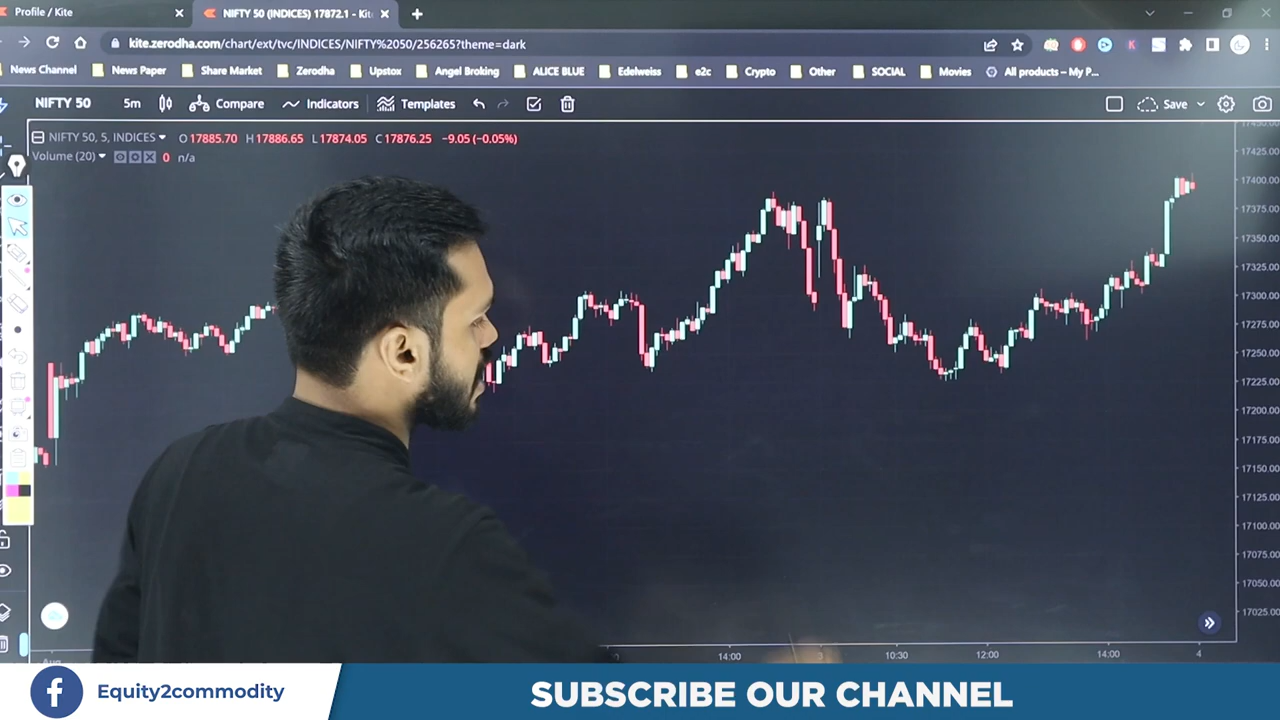 Profile / Kite
NIFTY 50 (INDICES) 17872.1 - Kit
kite.zerodha.com/chart/ext/tvc/INDICES/NIFTY%2050/256265?theme=dark
News Channel News Paper Share Market Zerodha Upstox Angel Broking ALICE BLUE Edelweiss e2c Crypto Other SOCIAL Movies All products – My P...
NIFTY 50 5m Compare Indicators Templates Save
NIFTY 50, 5, INDICES O 17885.70 H 17886.65 L 17874.05 C 17876.25 −9.05 (−0.05%)
Volume (20) 0 n/a
17450.00
17425.00
17400.00
17375.00
17350.00
17325.00
17300.00
17275.00
17250.00
17225.00
17200.00
17175.00
17150.00
17125.00
17100.00
17075.00
17050.00
17025.00
14:00 3 10:30 12:00 14:00 4
Equity2commodity
SUBSCRIBE OUR CHANNEL